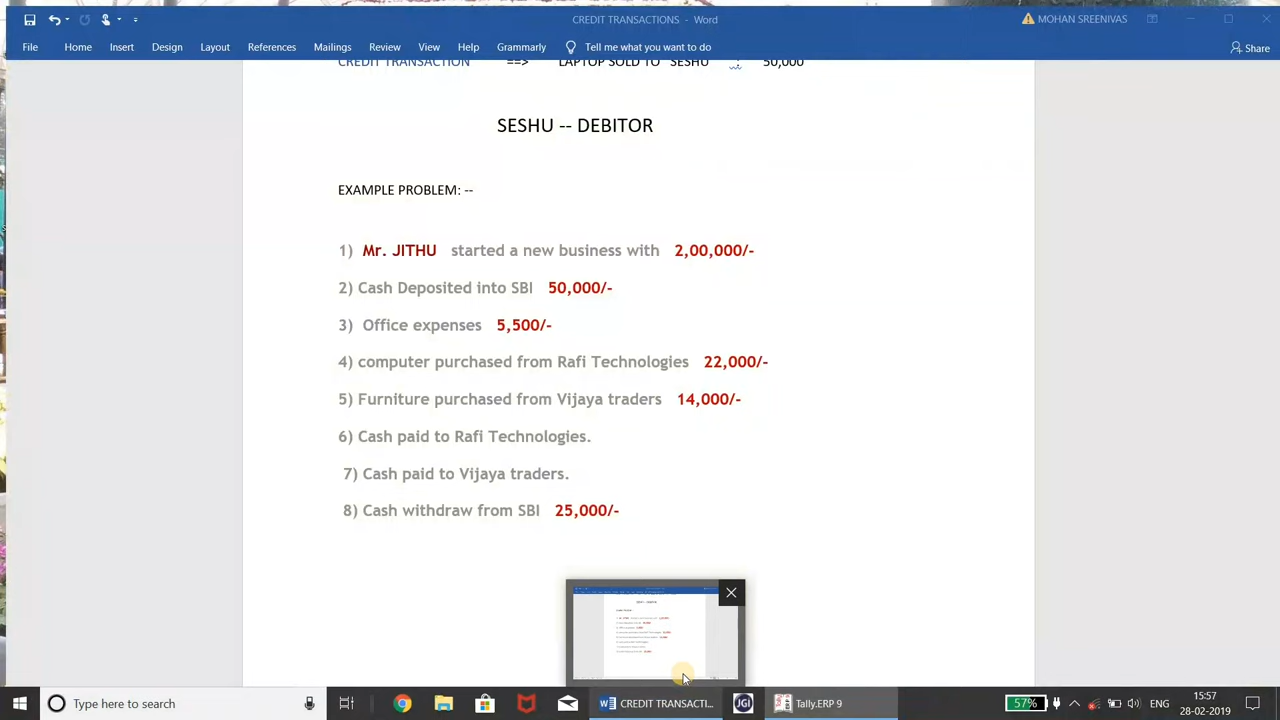 CREDIT TRANSACTIONS - Word
MOHAN SREENIVAS
File Home Insert Design Layout References Mailings Review View Help Grammarly Tell me what you want to do Share
CREDIT TRANSACTION ==> LAPTOP SOLD TO SESHU : 50,000
SESHU -- DEBITOR
EXAMPLE PROBLEM: --
1) Mr. JITHU started a new business with 2,00,000/-
2) Cash Deposited into SBI 50,000/-
3) Office expenses 5,500/-
4) computer purchased from Rafi Technologies 22,000/-
5) Furniture purchased from Vijaya traders 14,000/-
6) Cash paid to Rafi Technologies.
7) Cash paid to Vijaya traders.
8) Cash withdraw from SBI 25,000/-
Type here to search
CREDIT TRANSACTI...
JGI
Tally.ERP 9
57%
ENG
15:57
28-02-2019